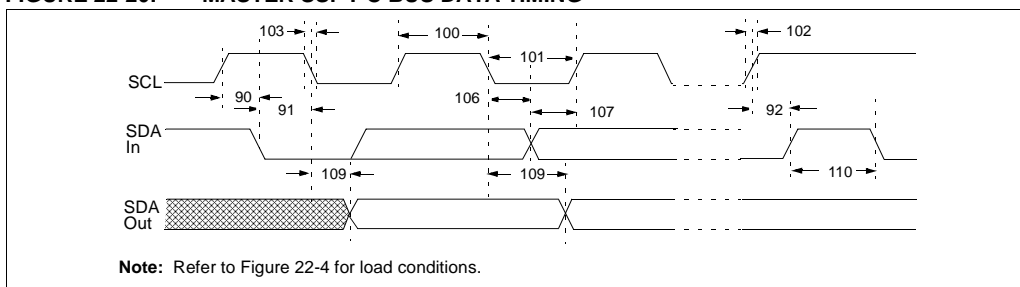 FIGURE 22-20: MASTER SSP I²C BUS DATA TIMING
103
100
102
101
SCL
90
91
106
107
92
SDA
In
109
109
110
SDA
Out
Note: Refer to Figure 22-4 for load conditions.